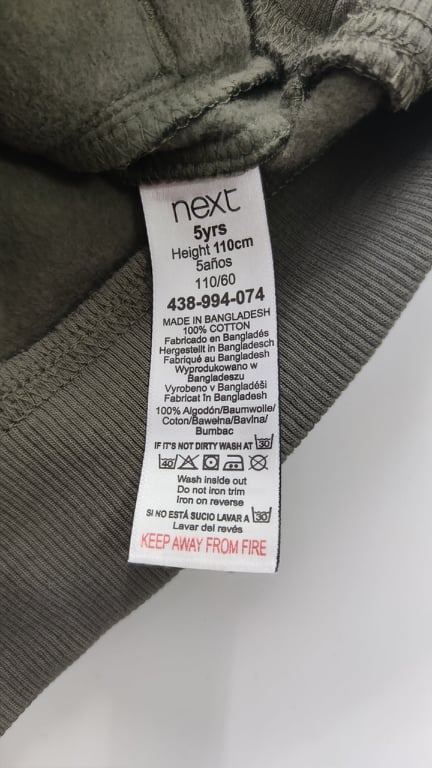 next
5yrs
Height 110cm
5años
110/60
438-994-074
MADE IN BANGLADESH
100% COTTON
Fabricado en Bangladés
Hergestellt in Bangladesch
Fabriqué au Bangladesh
Wyprodukowano w
Bangladeszu
Vyrobeno v Bangladéši
Fabricat în Bangladesh
100% Algodón/Baumwolle/
Coton/Bawełna/Bavlna/
Bumbac
IF IT'S NOT DIRTY WASH AT 30
40
Wash inside out
Do not iron trim
Iron on reverse
SI NO ESTÁ SUCIO LAVAR A 30
Lavar del revés
KEEP AWAY FROM FIRE